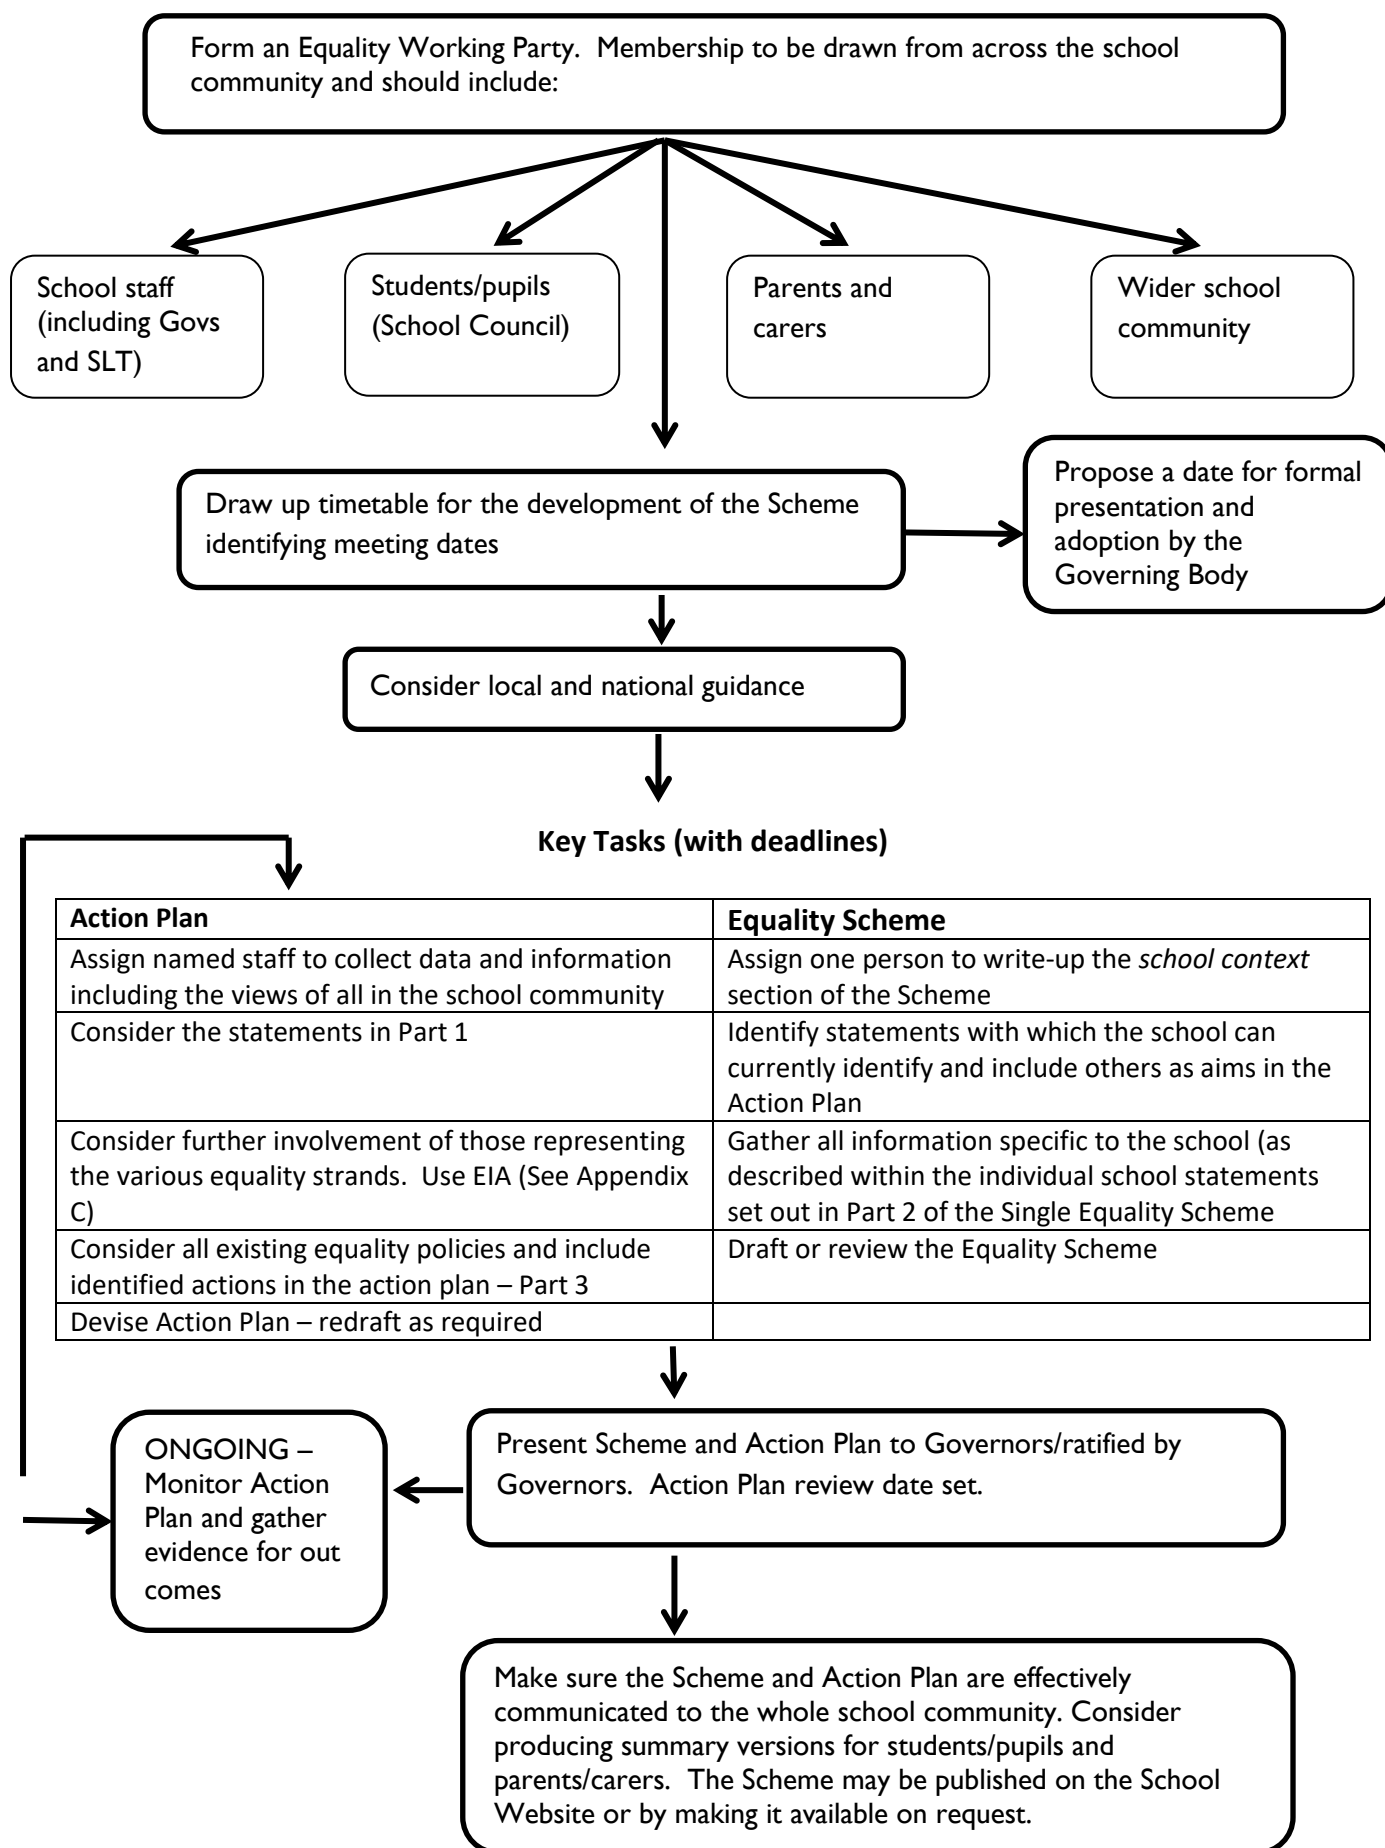 Form an Equality Working Party.  Membership to be drawn from across the school
community and should include:
School staff
(including Govs
and SLT)
Students/pupils
(School Council)
Parents and
carers
Wider school
community
Draw up timetable for the development of the Scheme
identifying meeting dates
Propose a date for formal
presentation and
adoption by the
Governing Body
Consider local and national guidance
Key Tasks (with deadlines)
Action Plan
Equality Scheme
Assign named staff to collect data and information
including the views of all in the school community
Assign one person to write-up the school context
section of the Scheme
Consider the statements in Part 1
Identify statements with which the school can
currently identify and include others as aims in the
Action Plan
Consider further involvement of those representing
the various equality strands.  Use EIA (See Appendix
C)
Gather all information specific to the school (as
described within the individual school statements
set out in Part 2 of the Single Equality Scheme
Consider all existing equality policies and include
identified actions in the action plan – Part 3
Draft or review the Equality Scheme
Devise Action Plan – redraft as required
ONGOING –
Monitor Action
Plan and gather
evidence for out
comes
Present Scheme and Action Plan to Governors/ratified by
Governors.  Action Plan review date set.
Make sure the Scheme and Action Plan are effectively
communicated to the whole school community. Consider
producing summary versions for students/pupils and
parents/carers.  The Scheme may be published on the School
Website or by making it available on request.